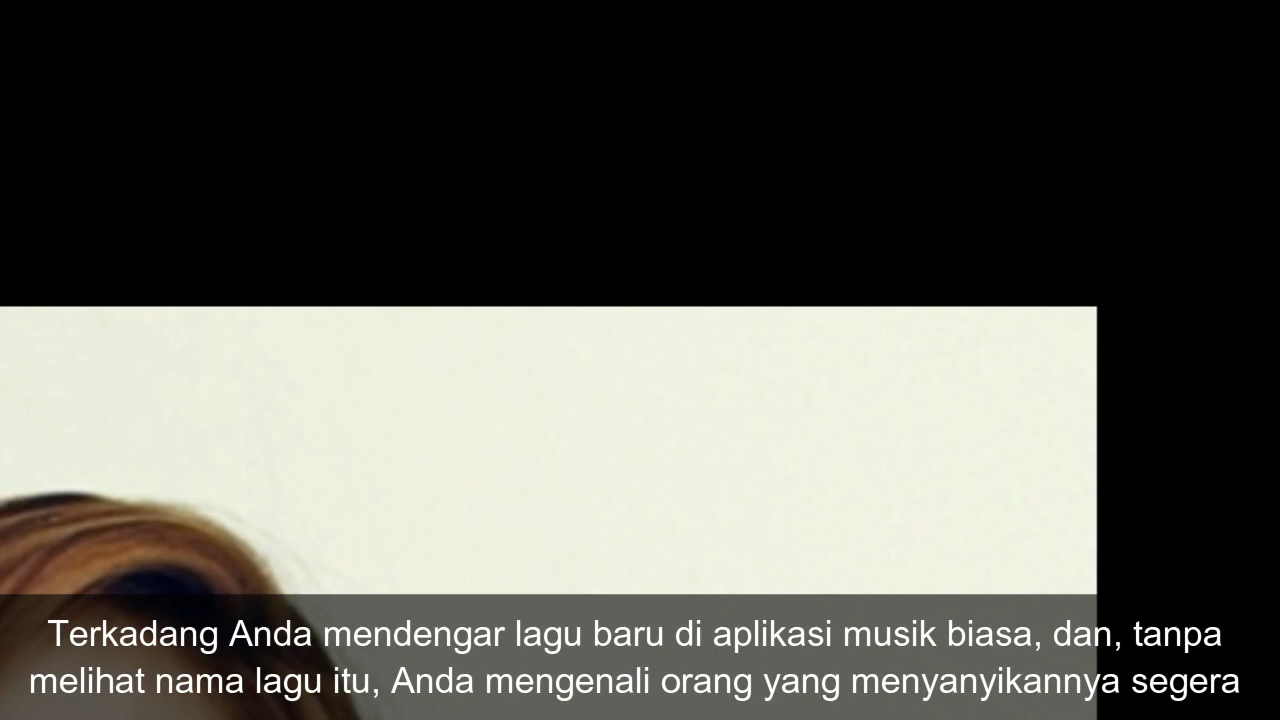 Terkadang Anda mendengar lagu baru di aplikasi musik biasa, dan, tanpa
melihat nama lagu itu, Anda mengenali orang yang menyanyikannya segera